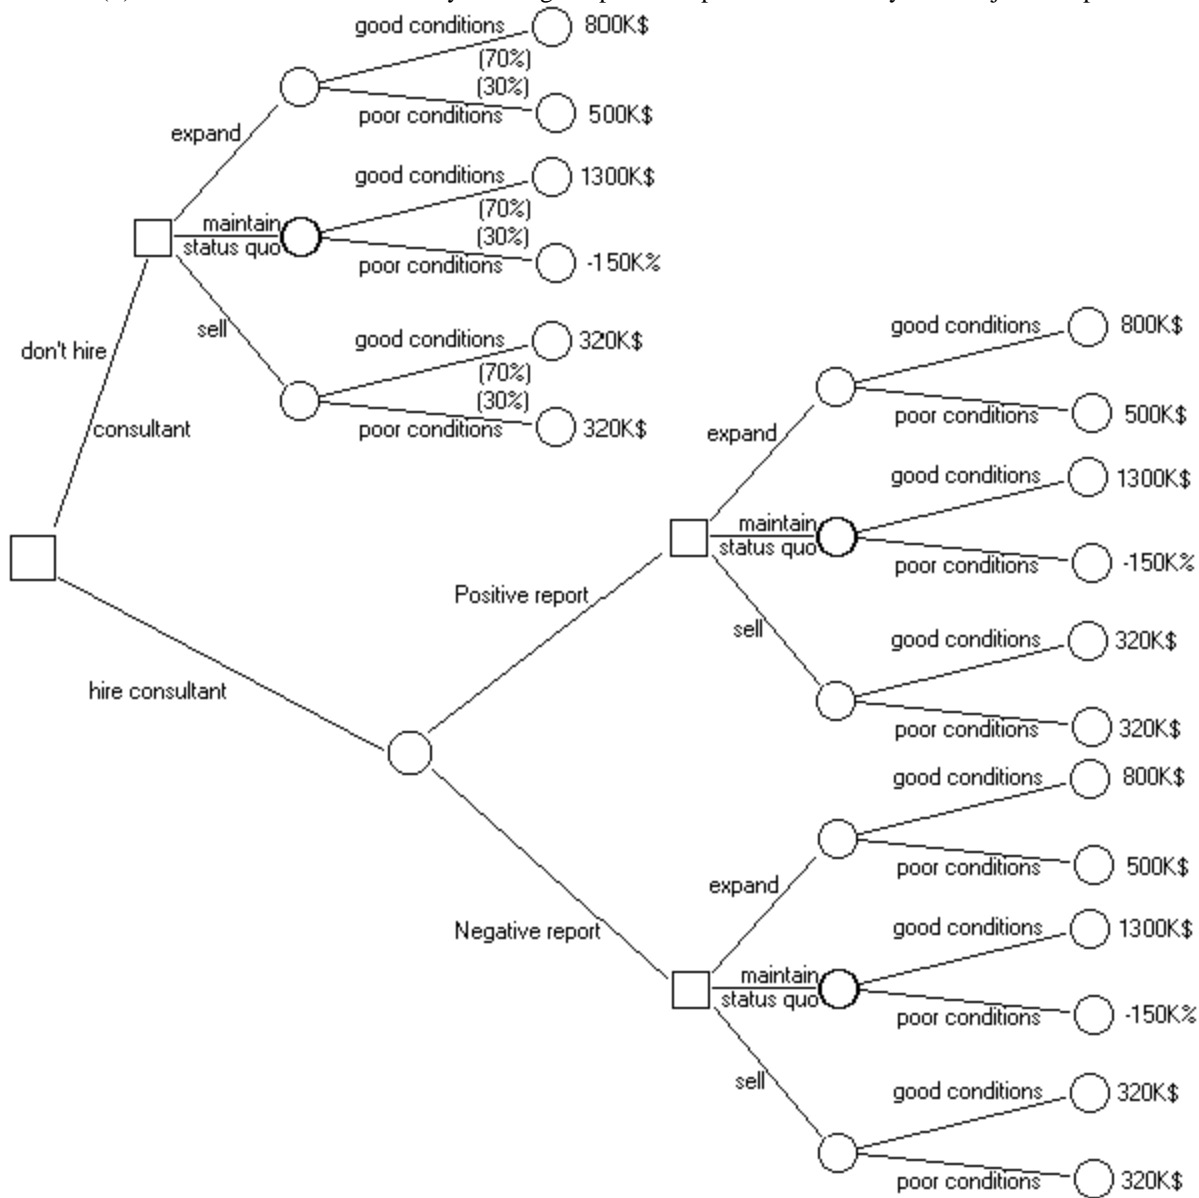 good conditions 800K$
(70%)
(30%)
poor conditions 500K$
expand
good conditions 1300K$
(70%)
maintain
status quo
(30%)
poor conditions -150K%
sell
good conditions 320K$
(70%)
(30%)
poor conditions 320K$
don't hire
consultant
hire consultant
Positive report
good conditions 800K$
poor conditions 500K$
expand
good conditions 1300K$
maintain
status quo
poor conditions -150K%
sell
good conditions 320K$
poor conditions 320K$
Negative report
good conditions 800K$
poor conditions 500K$
expand
good conditions 1300K$
maintain
status quo
poor conditions -150K%
sell
good conditions 320K$
poor conditions 320K$